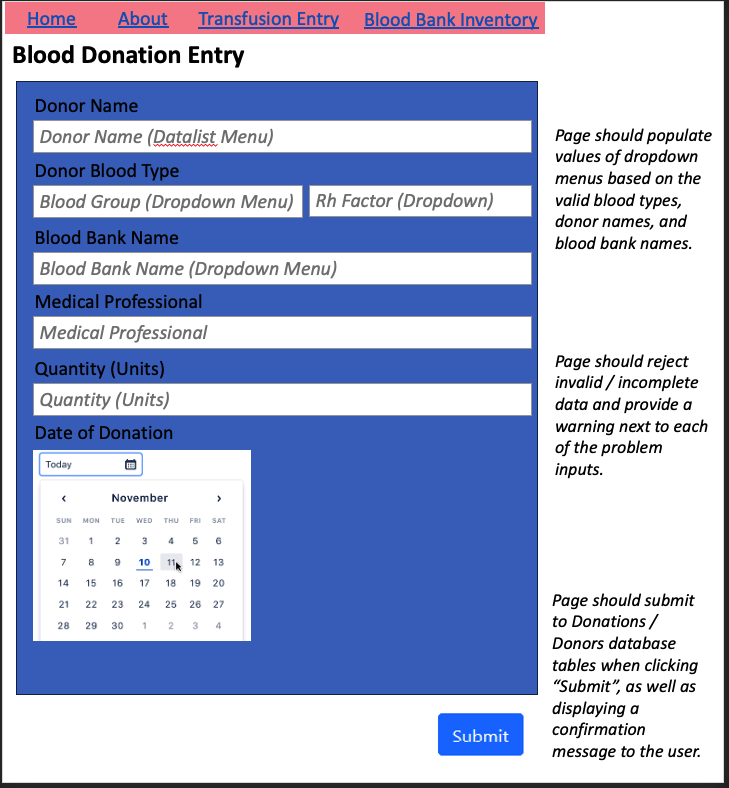 Home About Transfusion Entry Blood Bank Inventory
Blood Donation Entry
Donor Name
Donor Name (Datalist Menu)
Donor Blood Type
Blood Group (Dropdown Menu) Rh Factor (Dropdown)
Blood Bank Name
Blood Bank Name (Dropdown Menu)
Medical Professional
Medical Professional
Quantity (Units)
Quantity (Units)
Date of Donation
Today
‹ November ›
SUN MON TUE WED THU FRI SAT
31 1 2 3 4 5 6
7 8 9 10 11 12 13
14 15 16 17 18 19 20
21 22 23 24 25 26 27
28 29 30 1 2 3 4
Submit
Page should populate
values of dropdown
menus based on the
valid blood types,
donor names, and
blood bank names.
Page should reject
invalid / incomplete
data and provide a
warning next to each
of the problem
inputs.
Page should submit
to Donations /
Donors database
tables when clicking
“Submit”, as well as
displaying a
confirmation
message to the user.